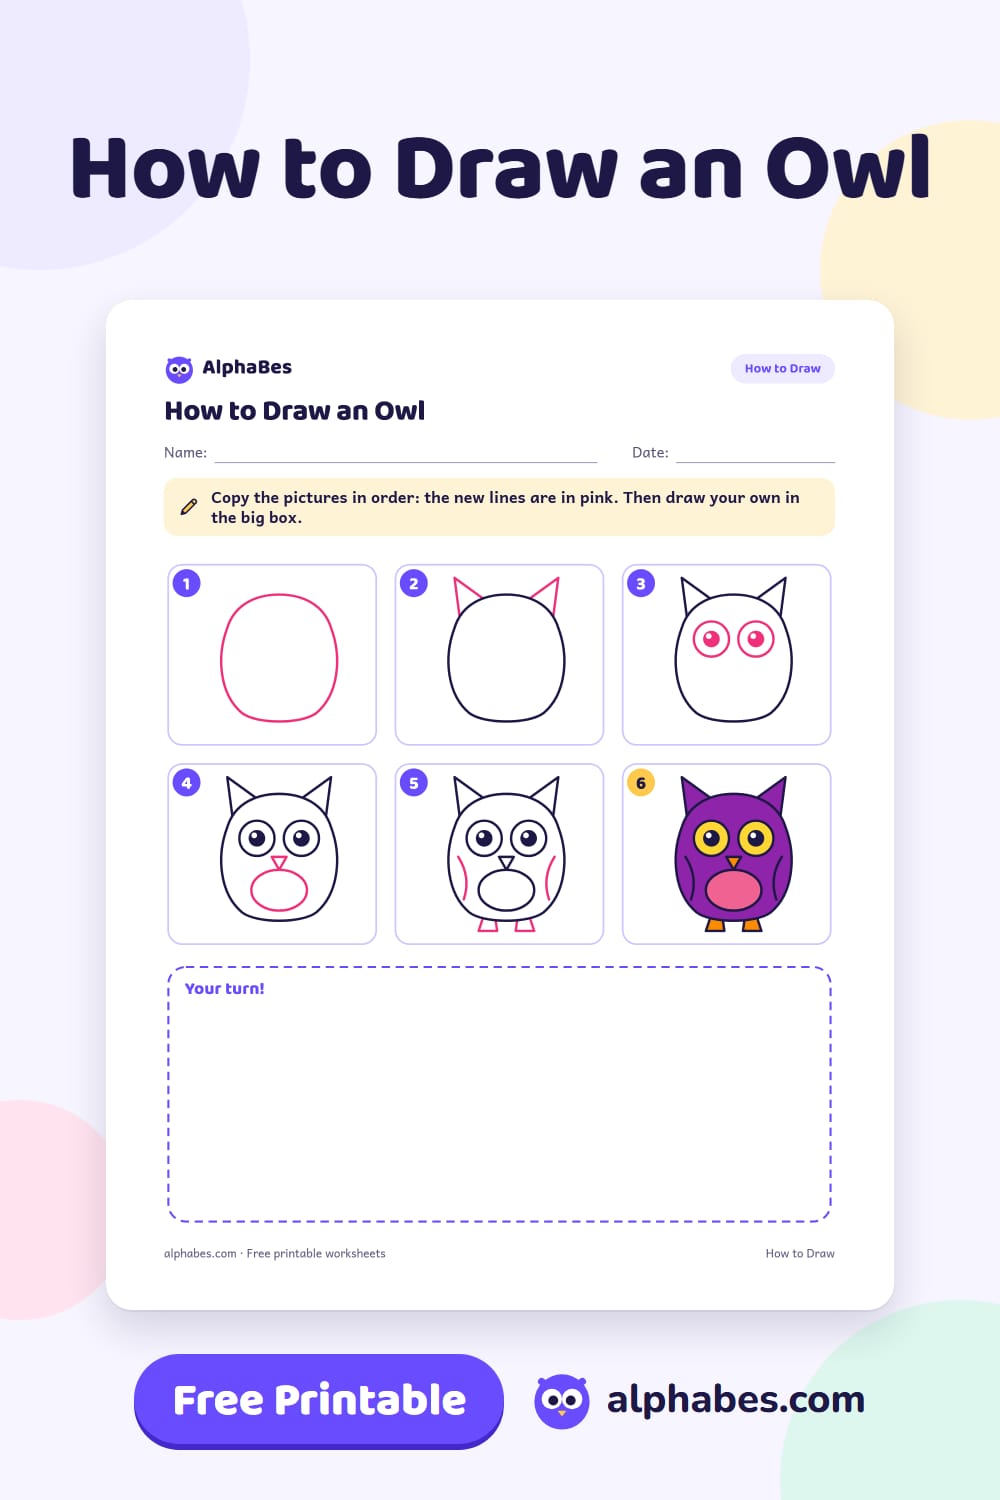 How to Draw an Owl
AlphaBes
How to Draw
How to Draw an Owl
Name:
Date:
Copy the pictures in order: the new lines are in pink. Then draw your own in
the big box.
1
2
3
4
5
6
Your turn!
alphabes.com · Free printable worksheets
How to Draw
Free Printable
alphabes.com